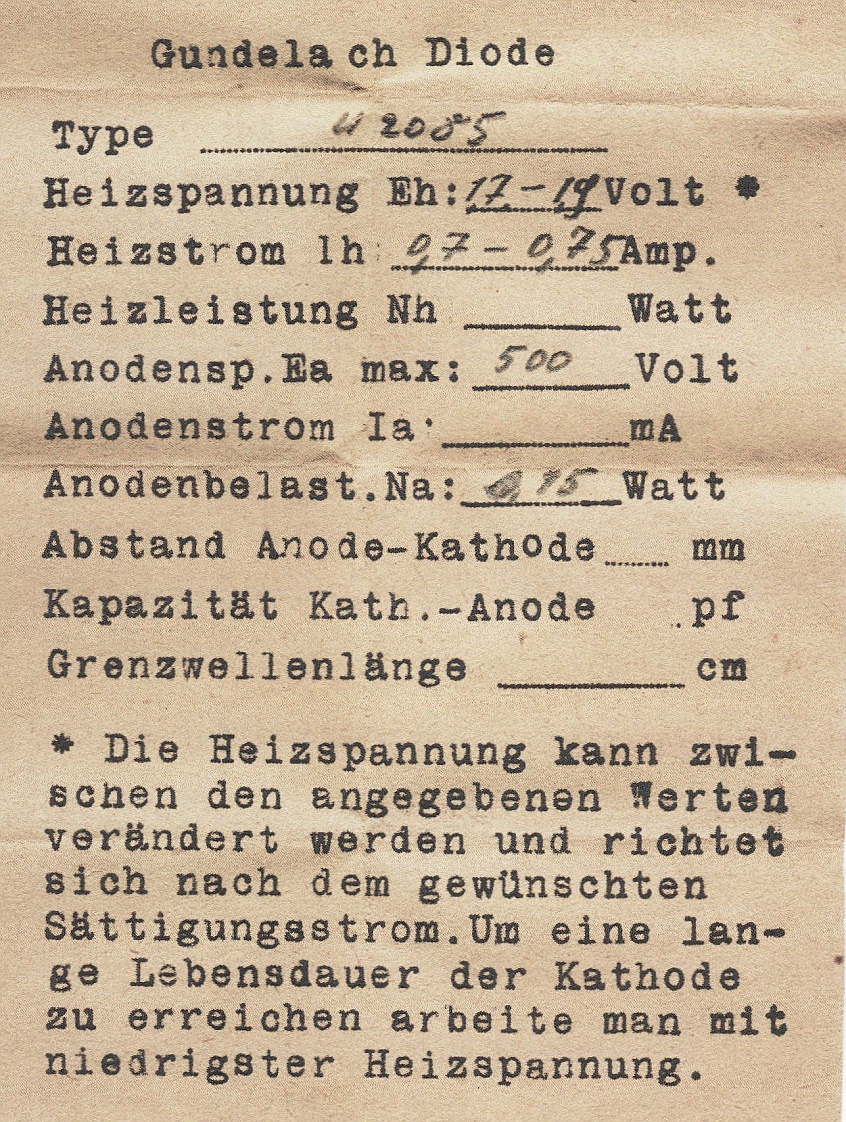 Gundelach Diode
Type U 2085
Heizspannung Eh: 17 - 19 Volt *
Heizstrom lh : 0,7 - 0,75 Amp.
Heizleistung Nh Watt
Anodensp.Ea max: 500 Volt
Anodenstrom Ia: mA
Anodenbelast.Na: Watt
Abstand Anode-Kathode mm
Kapazität Kath.-Anode pf
Grenzwellenlänge cm
* Die Heizspannung kann zwi-
schen den angegebenen Werten
verändert werden und richtet
sich nach dem gewünschten
Sättigungsstrom.Um eine lan-
ge Lebensdauer der Kathode
zu erreichen arbeite man mit
niedrigster Heizspannung.